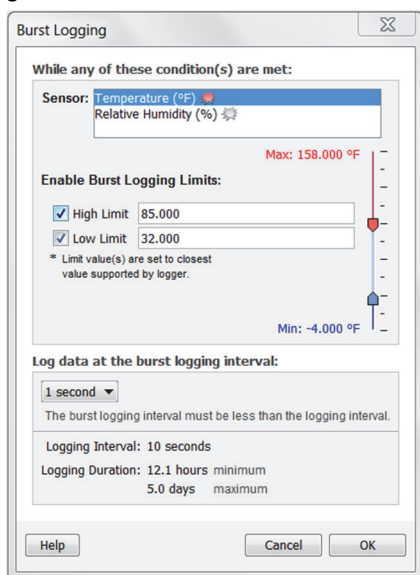 Burst Logging
While any of these condition(s) are met:
Sensor: Temperature (°F)
Relative Humidity (%)
Max: 158.000 °F
Enable Burst Logging Limits:
High Limit 85.000
Low Limit 32.000
* Limit value(s) are set to closest
value supported by logger.
Min: -4.000 °F
Log data at the burst logging interval:
1 second
The burst logging interval must be less than the logging interval.
Logging Interval: 10 seconds
Logging Duration: 12.1 hours minimum
5.0 days maximum
Help Cancel OK